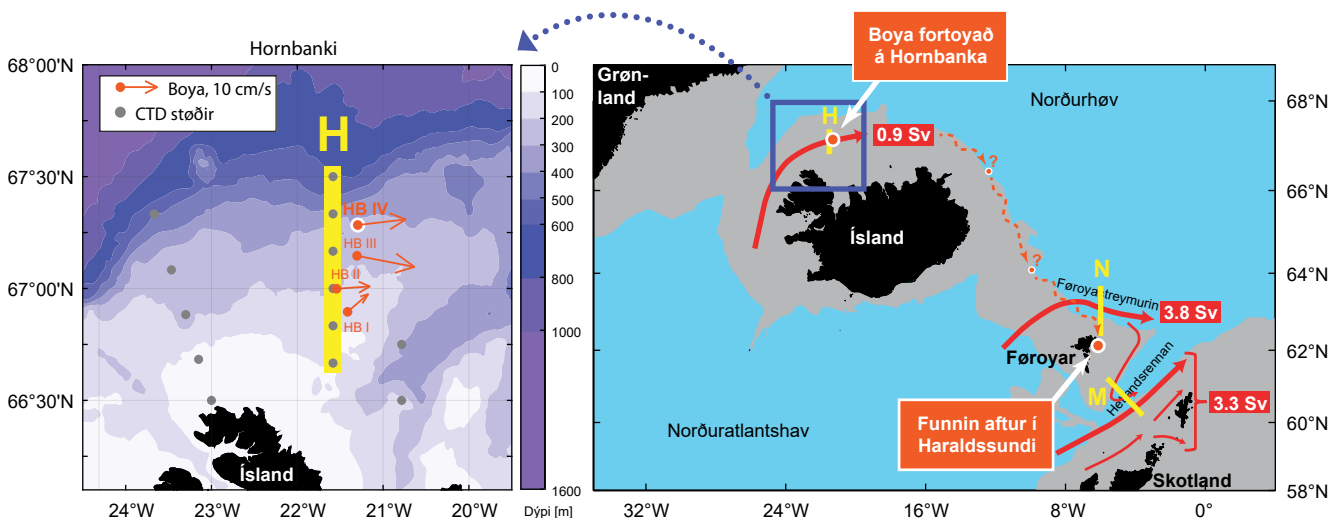 Hornbanki
68°00'N
67°30'N
67°00'N
66°30'N
24°W
23°W
22°W
21°W
20°W
Boya, 10 cm/s
CTD støðir
H
HB IV
HB III
HB II
HB I
Ísland
0
100
200
300
400
500
600
800
1000
1600
Dýpi [m]
Boya fortoyað
á Hornbanka
Grøn-
land
Norðurhøv
H
0.9 Sv
?
?
Ísland
N
Føroyastreymurin
3.8 Sv
Føroyar
Hetlandsrennan
M
3.3 Sv
Norðuratlantshav
Funnin aftur í
Haraldssundi
Skotland
68°N
66°N
64°N
62°N
60°N
58°N
32°W
24°W
16°W
8°W
0°